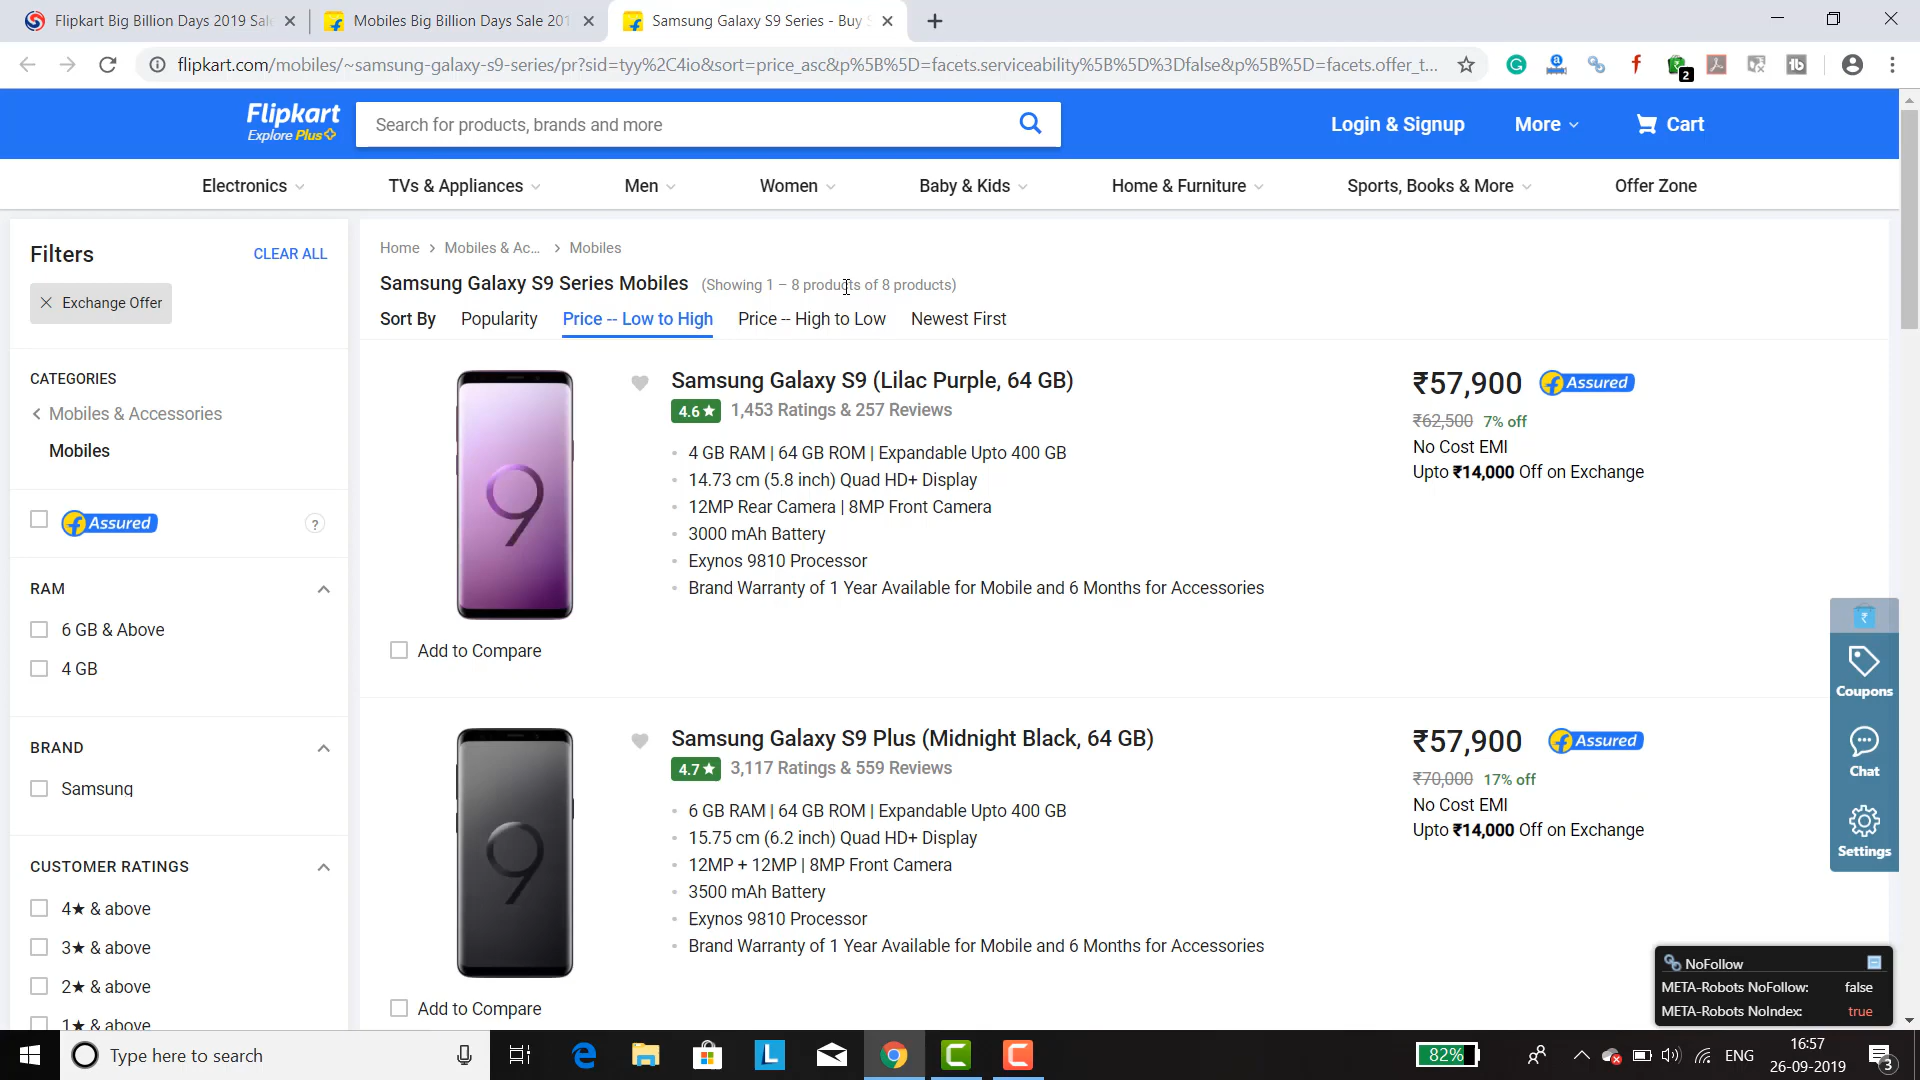 Flipkart Big Billion Days 2019 Sale
Mobiles Big Billion Days Sale 201
Samsung Galaxy S9 Series - Buy S
flipkart.com/mobiles/~samsung-galaxy-s9-series/pr?sid=tyy%2C4io&sort=price_asc&p%5B%5D=facets.serviceability%5B%5D%3Dfalse&p%5B%5D=facets.offer_t...
2
Flipkart
Explore Plus
Search for products, brands and more
Login & Signup
More
Cart
Electronics
TVs & Appliances
Men
Women
Baby & Kids
Home & Furniture
Sports, Books & More
Offer Zone
Filters
CLEAR ALL
Exchange Offer
CATEGORIES
Mobiles & Accessories
Mobiles
Assured
?
RAM
6 GB & Above
4 GB
BRAND
Samsung
CUSTOMER RATINGS
4★ & above
3★ & above
2★ & above
1★ & above
Home > Mobiles & Ac... > Mobiles
Samsung Galaxy S9 Series Mobiles (Showing 1 – 8 products of 8 products)
Sort By Popularity Price -- Low to High Price -- High to Low Newest First
Samsung Galaxy S9 (Lilac Purple, 64 GB)
4.6★ 1,453 Ratings & 257 Reviews
4 GB RAM | 64 GB ROM | Expandable Upto 400 GB
14.73 cm (5.8 inch) Quad HD+ Display
12MP Rear Camera | 8MP Front Camera
3000 mAh Battery
Exynos 9810 Processor
Brand Warranty of 1 Year Available for Mobile and 6 Months for Accessories
₹57,900 Assured
₹62,500 7% off
No Cost EMI
Upto ₹14,000 Off on Exchange
Add to Compare
Samsung Galaxy S9 Plus (Midnight Black, 64 GB)
4.7★ 3,117 Ratings & 559 Reviews
6 GB RAM | 64 GB ROM | Expandable Upto 400 GB
15.75 cm (6.2 inch) Quad HD+ Display
12MP + 12MP | 8MP Front Camera
3500 mAh Battery
Exynos 9810 Processor
Brand Warranty of 1 Year Available for Mobile and 6 Months for Accessories
₹57,900 Assured
₹70,000 17% off
No Cost EMI
Upto ₹14,000 Off on Exchange
Add to Compare
₹
Coupons
Chat
Settings
NoFollow
META-Robots NoFollow: false
META-Robots NoIndex: true
Type here to search
82%
ENG
16:57
26-09-2019
3